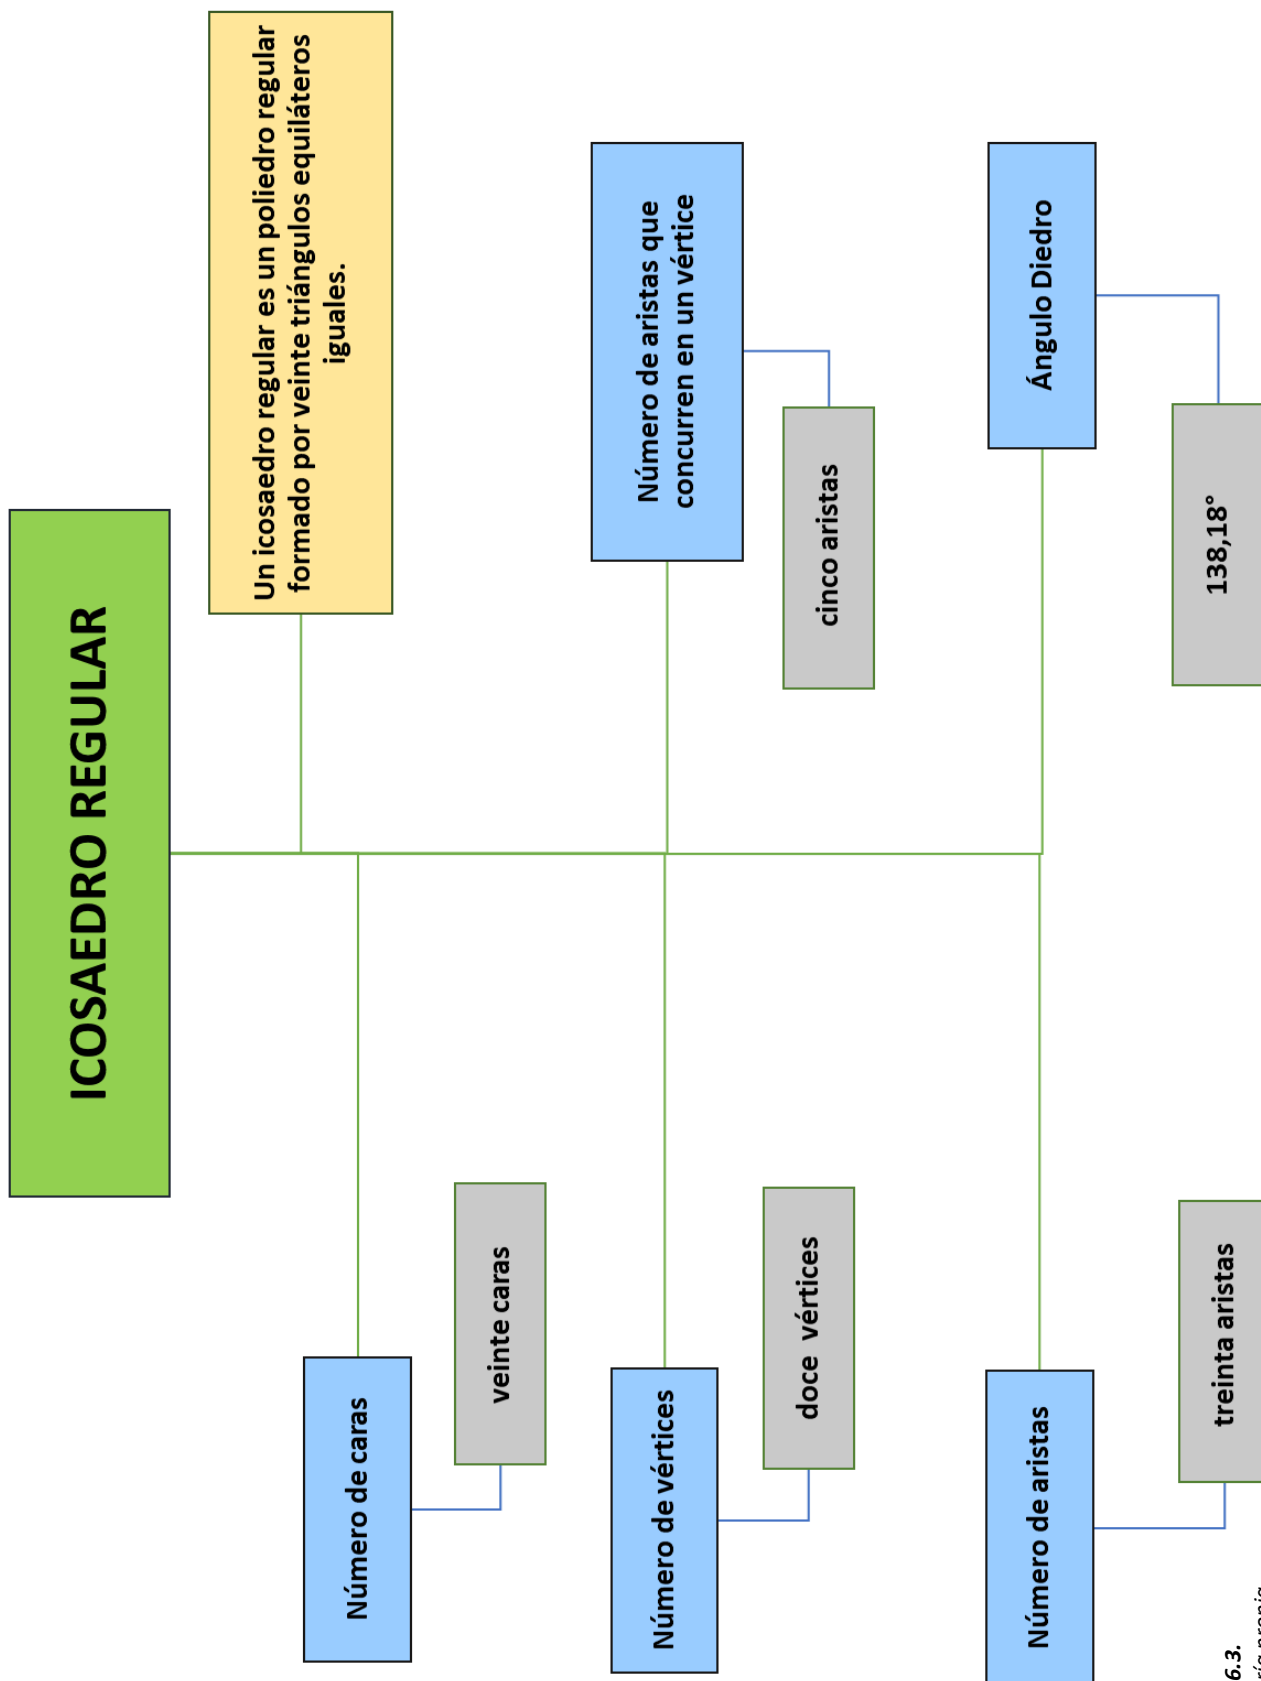 ICOSAEDRO REGULAR
Un icosaedro regular es un poliedro regular
formado por veinte triángulos equiláteros
iguales.
Número de caras
veinte caras
Número de aristas que
concurren en un vértice
cinco aristas
Número de vértices
doce vértices
Ángulo Diedro
138,18°
Número de aristas
treinta aristas
6.3.
ría propia